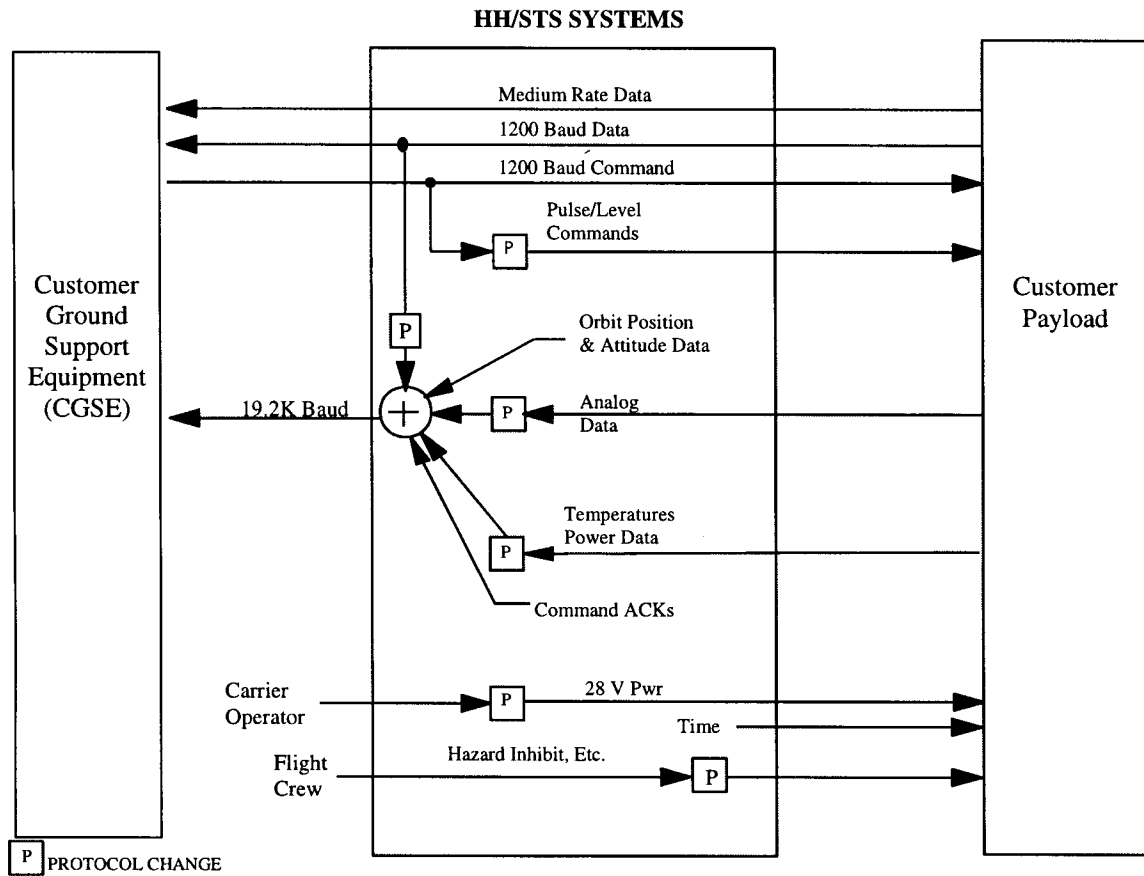 HH/STS SYSTEMS
Medium Rate Data
1200 Baud Data
1200 Baud Command
Pulse/Level
Commands
P
Customer
Ground
Support
Equipment
(CGSE)
Customer
Payload
P
Orbit Position
& Attitude Data
19.2K Baud
P
Analog
Data
Temperatures
Power Data
P
Command ACKs
Carrier
Operator
P
28 V Pwr
Time
Flight
Crew
Hazard Inhibit, Etc.
P
P PROTOCOL CHANGE